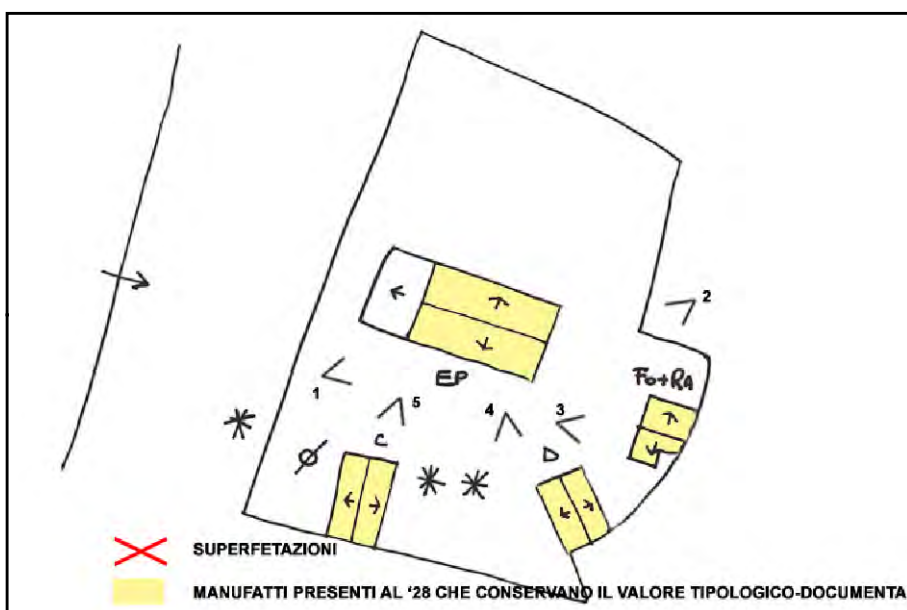 2
EP
Fo+RA
1
5
4
3
C
D
SUPERFETAZIONI
MANUFATTI PRESENTI AL '28 CHE CONSERVANO IL VALORE TIPOLOGICO-DOCUMENTA